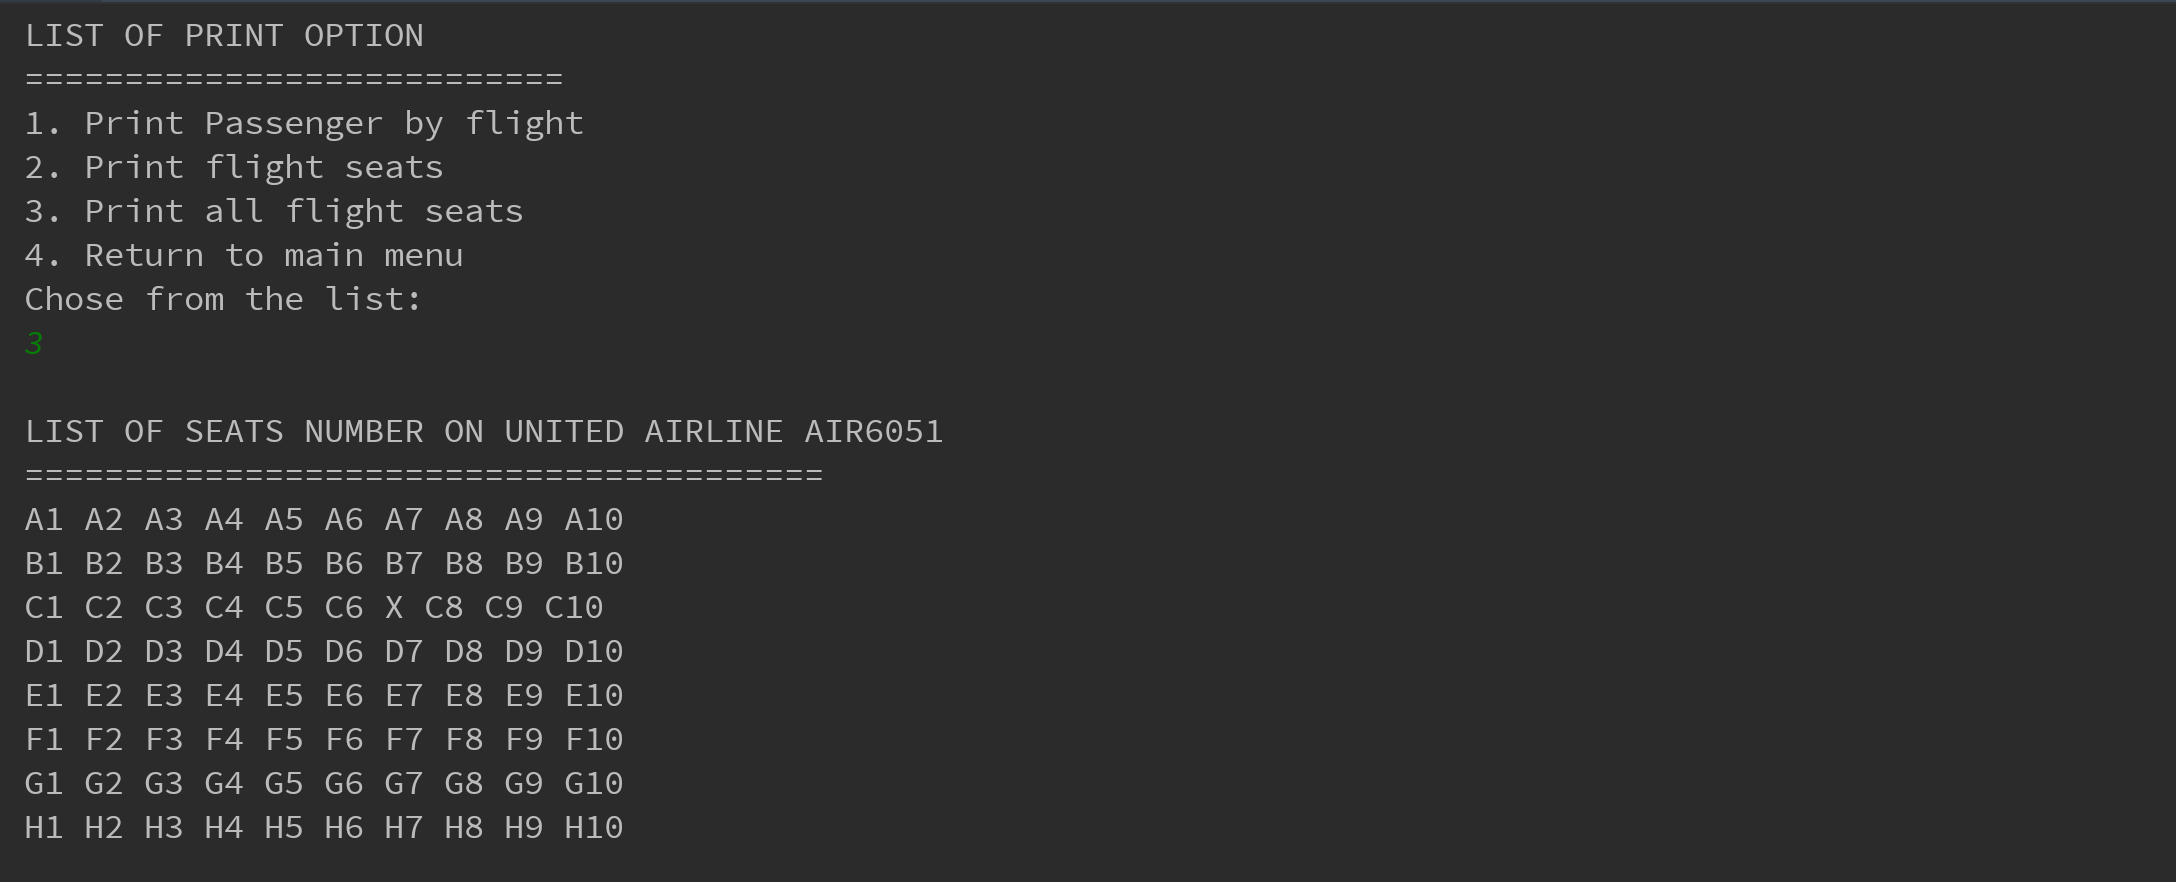 LIST OF PRINT OPTION
===========================
1. Print Passenger by flight
2. Print flight seats
3. Print all flight seats
4. Return to main menu
Chose from the list:
3
LIST OF SEATS NUMBER ON UNITED AIRLINE AIR6051
========================================
A1 A2 A3 A4 A5 A6 A7 A8 A9 A10
B1 B2 B3 B4 B5 B6 B7 B8 B9 B10
C1 C2 C3 C4 C5 C6 X C8 C9 C10
D1 D2 D3 D4 D5 D6 D7 D8 D9 D10
E1 E2 E3 E4 E5 E6 E7 E8 E9 E10
F1 F2 F3 F4 F5 F6 F7 F8 F9 F10
G1 G2 G3 G4 G5 G6 G7 G8 G9 G10
H1 H2 H3 H4 H5 H6 H7 H8 H9 H10